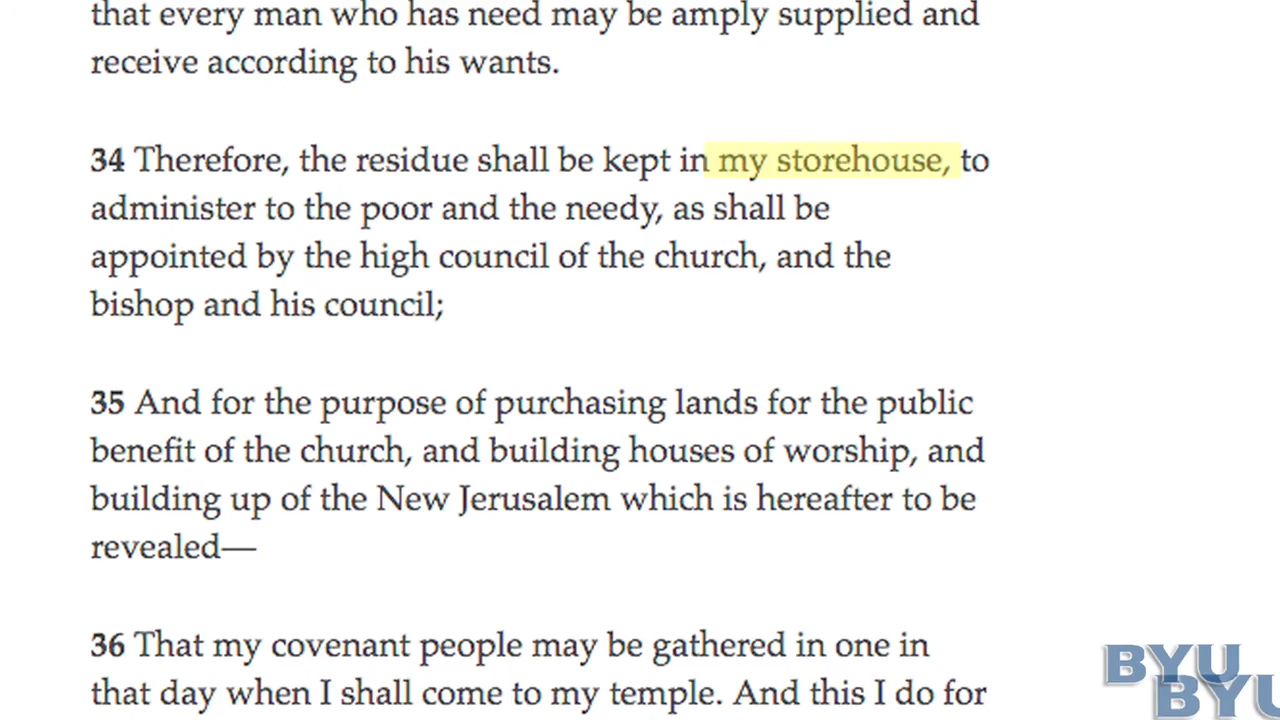 that every man who has need may be amply supplied and
receive according to his wants.
34 Therefore, the residue shall be kept in my storehouse, to
administer to the poor and the needy, as shall be
appointed by the high council of the church, and the
bishop and his council;
35 And for the purpose of purchasing lands for the public
benefit of the church, and building houses of worship, and
building up of the New Jerusalem which is hereafter to be
revealed—
36 That my covenant people may be gathered in one in
that day when I shall come to my temple. And this I do for
BYU
BYU